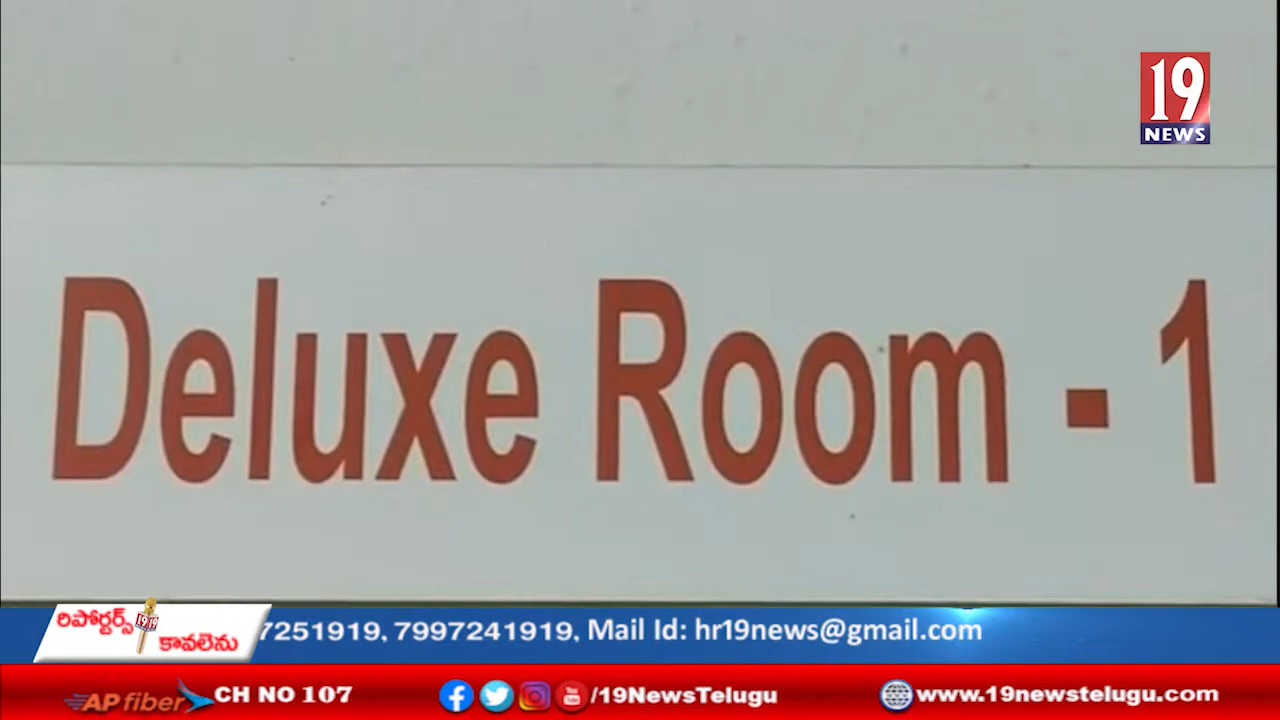 19
NEWS
Deluxe Room - 1
రిపోర్టర్స్ 1919 కావలెను
7251919, 7997241919, Mail Id: hr19news@gmail.com
AP fiber CH NO 107 /19NewsTelugu www.19newstelugu.com